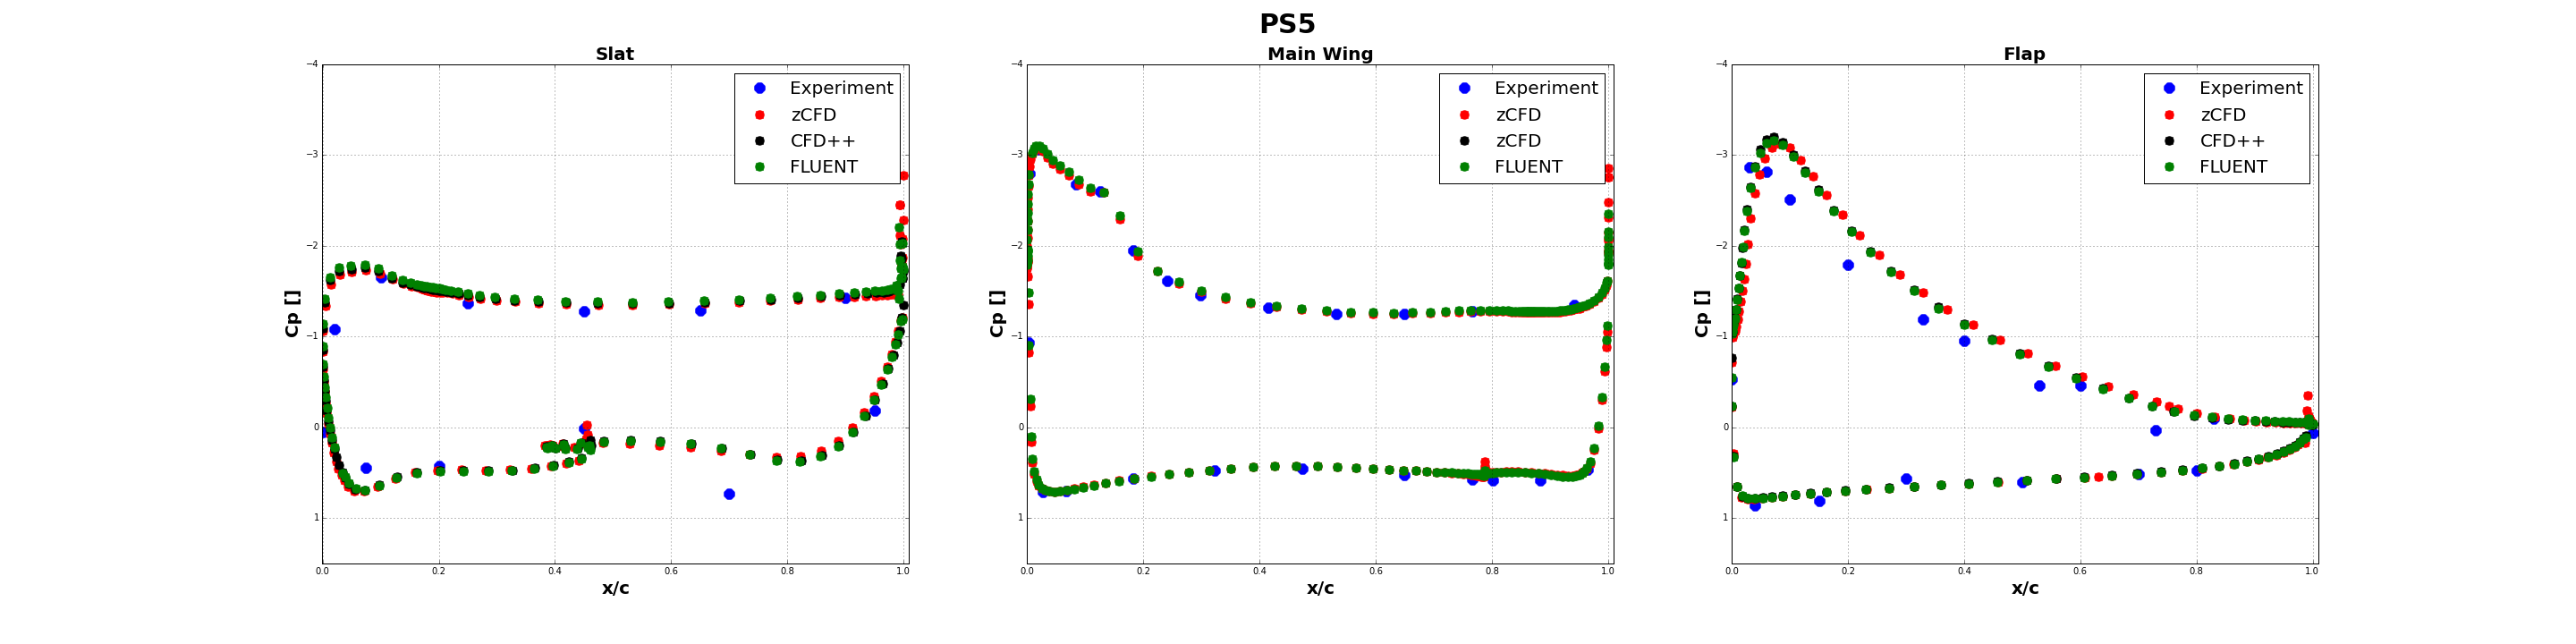 PS5
Slat
Main Wing
Flap
Experiment
zCFD
CFD++
FLUENT
Experiment
zCFD
zCFD
FLUENT
Experiment
zCFD
CFD++
FLUENT
Cp []
−4
−3
−2
−1
0
1
0.0 0.2 0.4 0.6 0.8 1.0
x/c
Cp []
−4
−3
−2
−1
0
1
0.0 0.2 0.4 0.6 0.8 1.0
x/c
Cp []
−4
−3
−2
−1
0
1
0.0 0.2 0.4 0.6 0.8 1.0
x/c